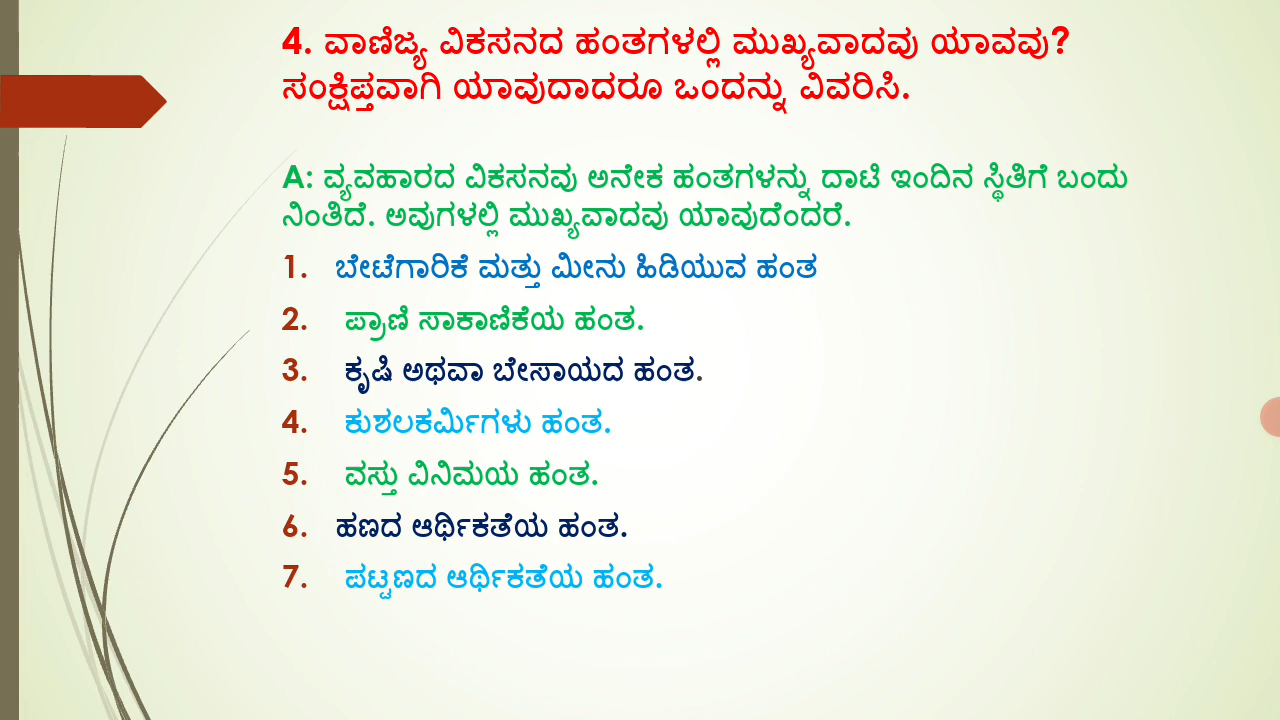 4. ವಾಣಿಜ್ಯ ವಿಕಸನದ ಹಂತಗಳಲ್ಲಿ ಮುಖ್ಯವಾದವು ಯಾವವು?
ಸಂಕ್ಷಿಪ್ತವಾಗಿ ಯಾವುದಾದರೂ ಒಂದನ್ನು ವಿವರಿಸಿ.
A: ವ್ಯವಹಾರದ ವಿಕಸನವು ಅನೇಕ ಹಂತಗಳನ್ನು ದಾಟಿ ಇಂದಿನ ಸ್ಥಿತಿಗೆ ಬಂದು
ನಿಂತಿದೆ. ಅವುಗಳಲ್ಲಿ ಮುಖ್ಯವಾದವು ಯಾವುದೆಂದರೆ.
1. ಬೇಟೆಗಾರಿಕೆ ಮತ್ತು ಮೀನು ಹಿಡಿಯುವ ಹಂತ
2. ಪ್ರಾಣಿ ಸಾಕಾಣಿಕೆಯ ಹಂತ.
3. ಕೃಷಿ ಅಥವಾ ಬೇಸಾಯದ ಹಂತ.
4. ಕುಶಲಕರ್ಮಿಗಳು ಹಂತ.
5. ವಸ್ತು ವಿನಿಮಯ ಹಂತ.
6. ಹಣದ ಆರ್ಥಿಕತೆಯ ಹಂತ.
7. ಪಟ್ಟಣದ ಆರ್ಥಿಕತೆಯ ಹಂತ.